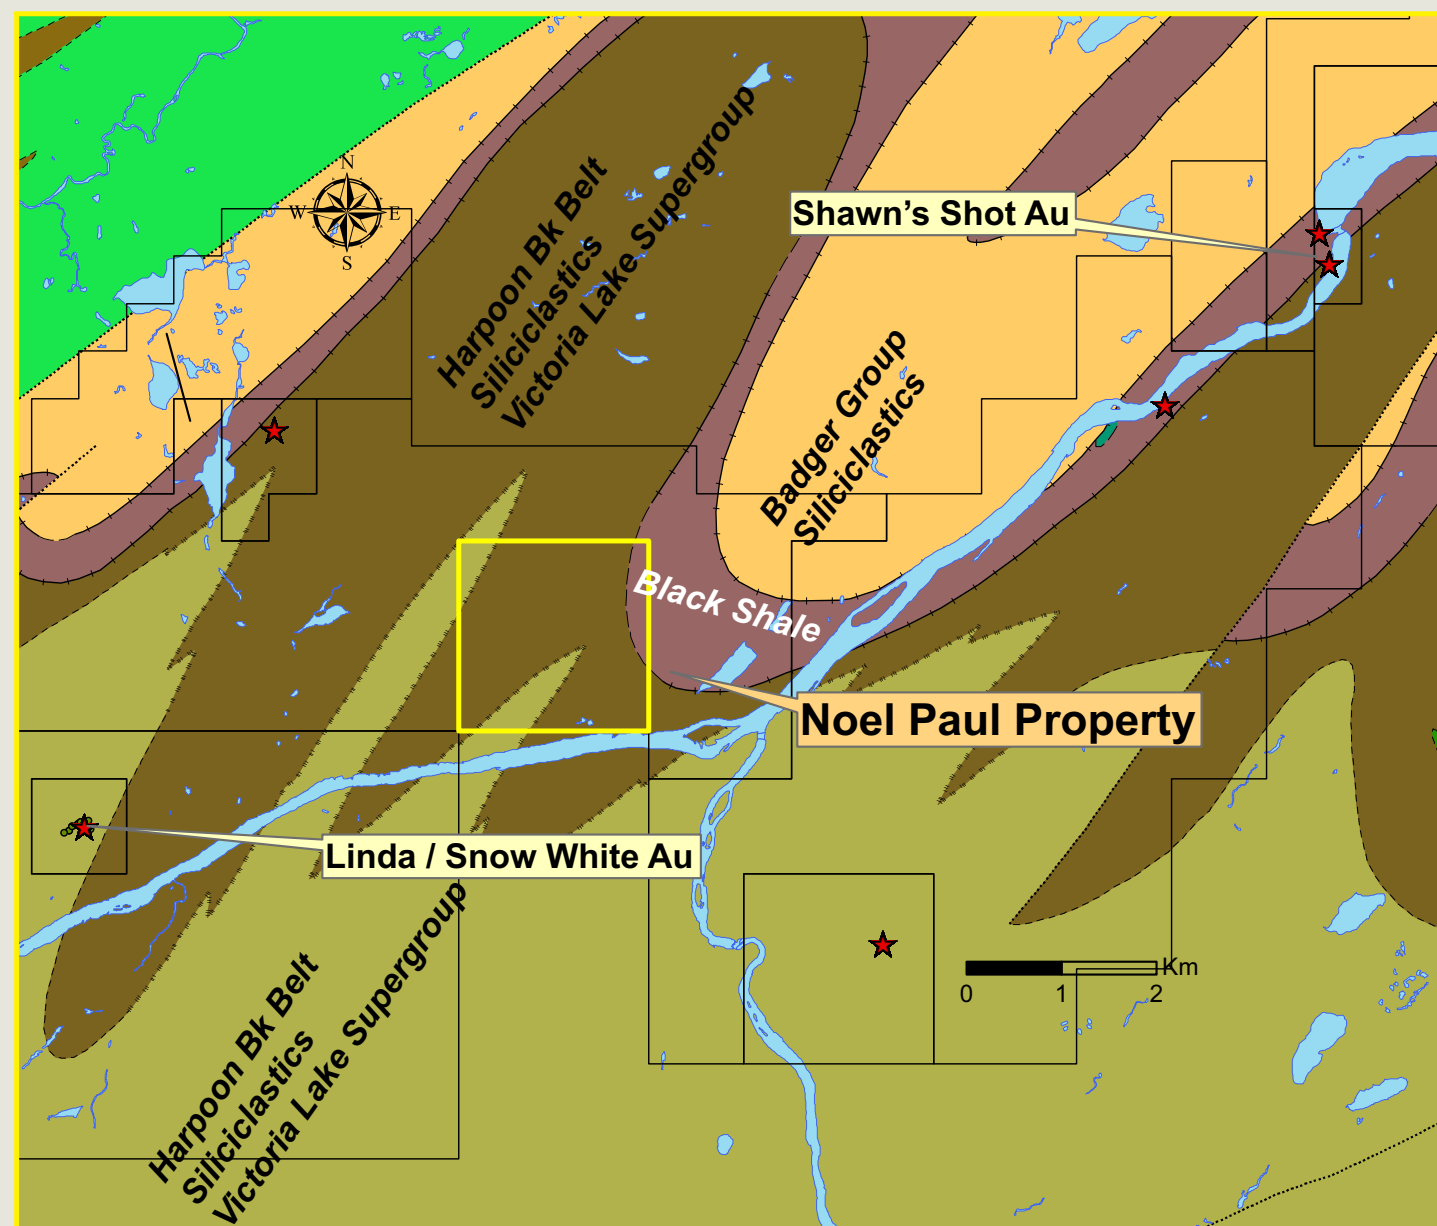 N
W E
S
Harpoon Bk Belt
Siliciclastics
Victoria Lake Supergroup
Shawn's Shot Au
Badger Group
Siliciclastics
Black Shale
Noel Paul Property
Linda / Snow White Au
Km
0 1 2
Harpoon Bk Belt
Siliciclastics
Victoria Lake Supergroup